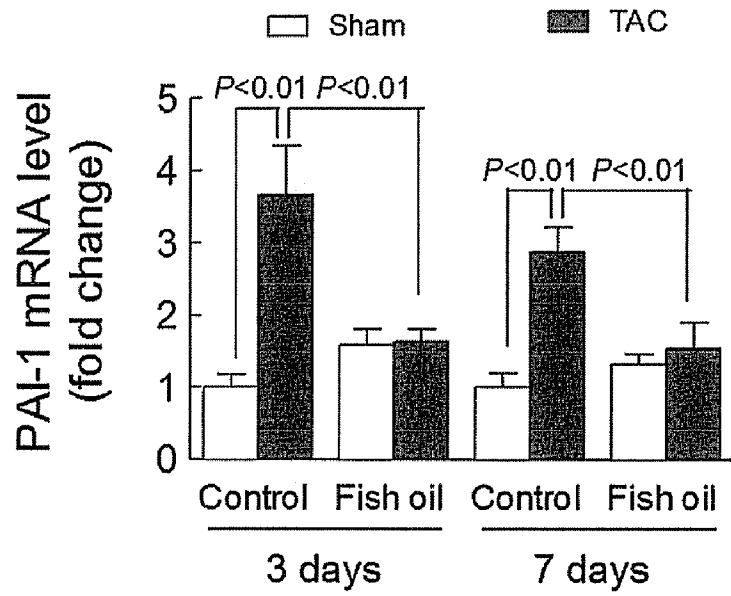 Sham TAC
P<0.01 P<0.01
P<0.01 P<0.01
PAI-1 mRNA level
(fold change)
5
4
3
2
1
0
Control Fish oil Control Fish oil
3 days 7 days